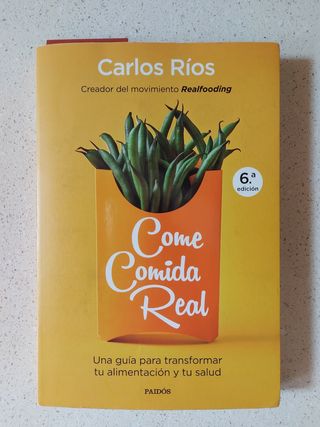 Carlos Ríos
Creador del movimiento Realfooding
6.ª
edición
Come
Comida
Real
Una guía para transformar
tu alimentación y tu salud
PAIDÓS